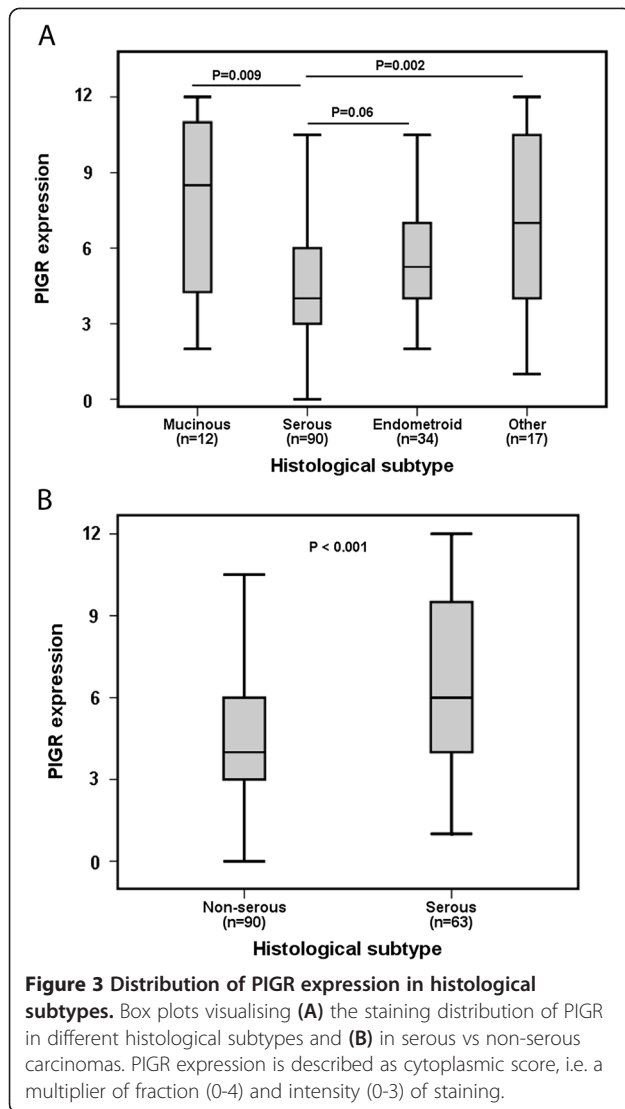 A
P=0.009
P=0.002
P=0.06
12
9
6
3
0
PIGR expression
Mucinous
(n=12)
Serous
(n=90)
Endometroid
(n=34)
Other
(n=17)
Histological subtype
B
P < 0.001
12
9
6
3
0
PIGR expression
Non-serous
(n=90)
Serous
(n=63)
Histological subtype
Figure 3 Distribution of PIGR expression in histological
subtypes. Box plots visualising (A) the staining distribution of PIGR
in different histological subtypes and (B) in serous vs non-serous
carcinomas. PIGR expression is described as cytoplasmic score, i.e. a
multiplier of fraction (0-4) and intensity (0-3) of staining.